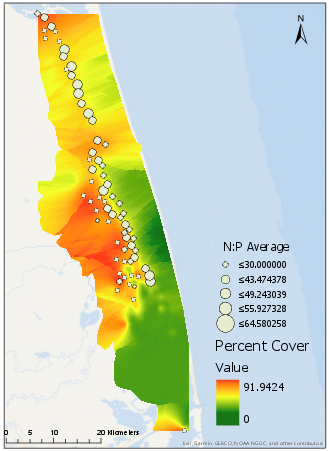 N
N:P Average
≤30.000000
≤43.474378
≤49.243039
≤55.927328
≤64.580258
Percent Cover
Value
91.9424
0
0 5 10 20 Kilometers
Esri, Garmin, GEBCO, NOAA NGDC, and other contributors